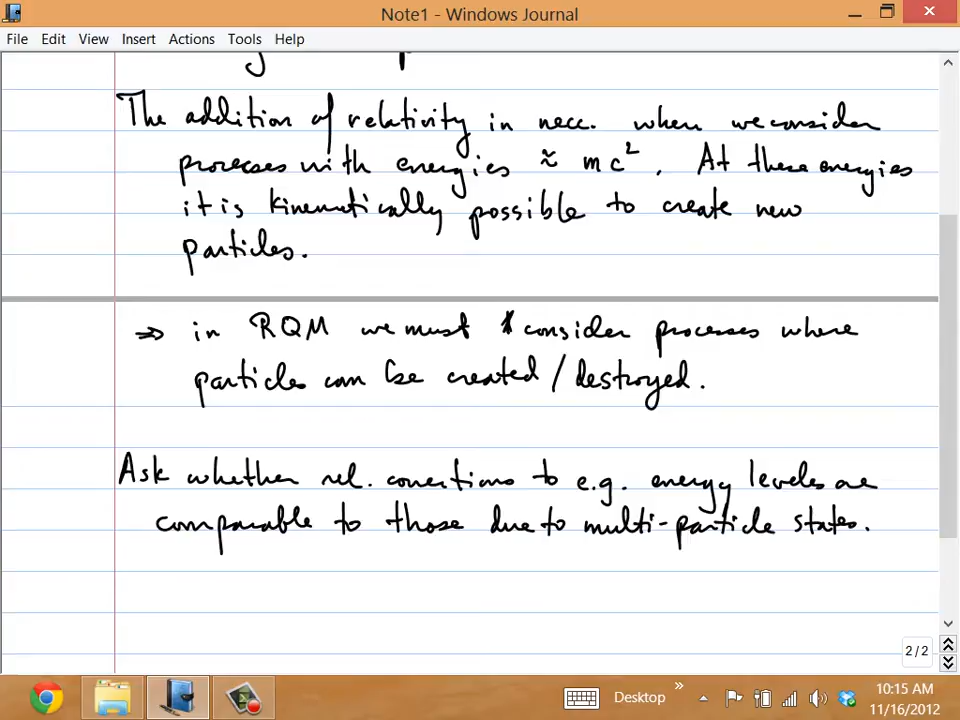 Note1 - Windows Journal
File Edit View Insert Actions Tools Help
The addition of relativity in necc. when we consider
processes with energies ≈ mc². At these energies
it is kinematically possible to create new
particles.
⇒ in RQM we must consider processes where
particles can be created/destroyed.
Ask whether rel. corrections to e.g. energy levels are
comparable to those due to multi-particle states.
2 / 2
Desktop
10:15 AM
11/16/2012